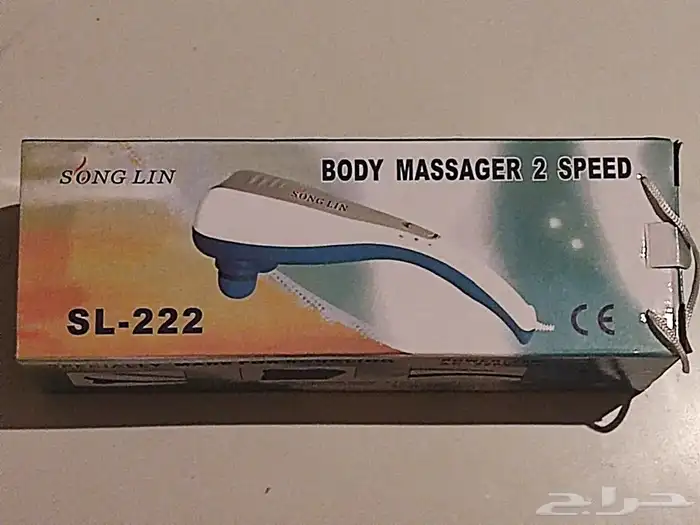 SONG LIN
BODY MASSAGER 2 SPEED
SONG LIN
SL-222
CE
حراج